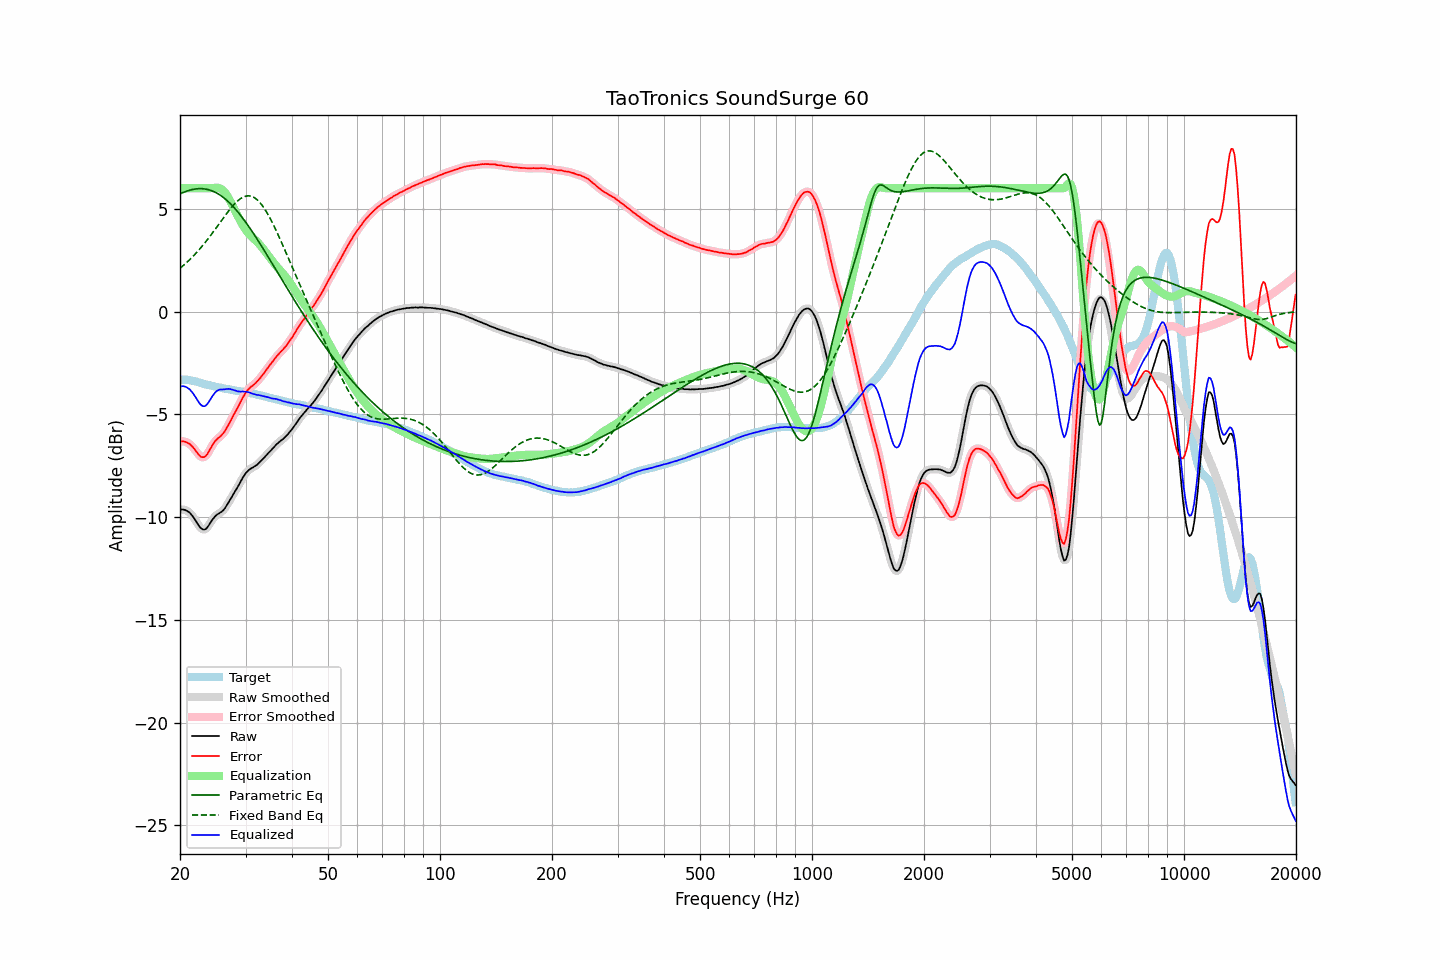 TaoTronics SoundSurge 60
Amplitude (dBr)
5
0
−5
−10
−15
−20
−25
Target
Raw Smoothed
Error Smoothed
Raw
Error
Equalization
Parametric Eq
Fixed Band Eq
Equalized
20 50 100 200 500 1000 2000 5000 10000 20000
Frequency (Hz)